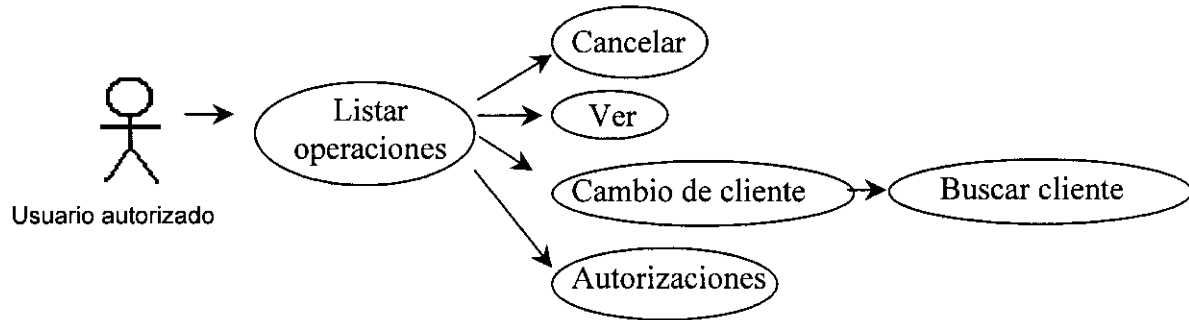 Cancelar
Listar
operaciones
Ver
Cambio de cliente
Buscar cliente
Usuario autorizado
Autorizaciones